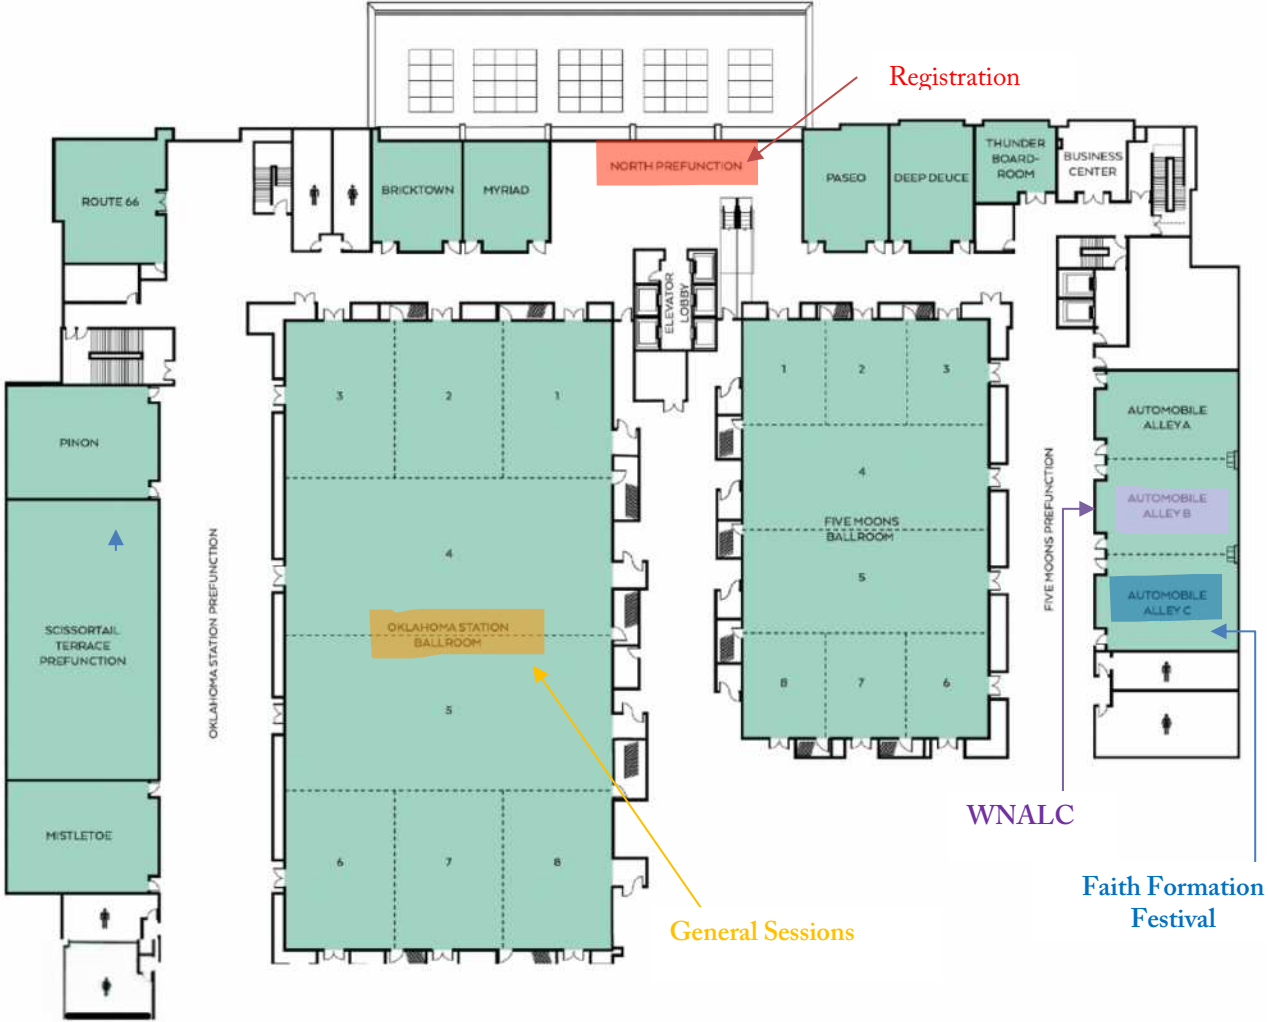 Registration
NORTH PREFUNCTION
ROUTE 66
BRICKTOWN
MYRIAD
PASEO
DEEP DEUCE
THUNDER
BOARD-
ROOM
BUSINESS
CENTER
ELEVATOR
LOBBY
PINON
SCISSORTAIL
TERRACE
PREFUNCTION
MISTLETOE
OKLAHOMA STATION PREFUNCTION
3
2
1
4
OKLAHOMA STATION
BALLROOM
5
6
7
8
1
2
3
4
FIVE MOONS
BALLROOM
5
8
7
6
FIVE MOONS PREFUNCTION
AUTOMOBILE
ALLEY A
AUTOMOBILE
ALLEY B
AUTOMOBILE
ALLEY C
WNALC
Faith Formation
Festival
General Sessions